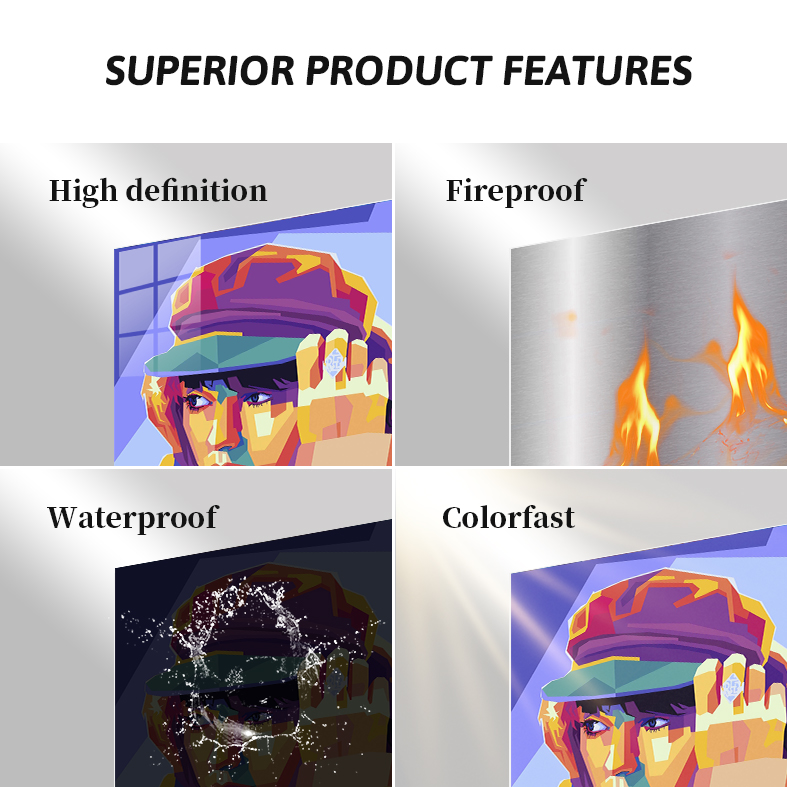 SUPERIOR PRODUCT FEATURES
High definition
Fireproof
Waterproof
Colorfast